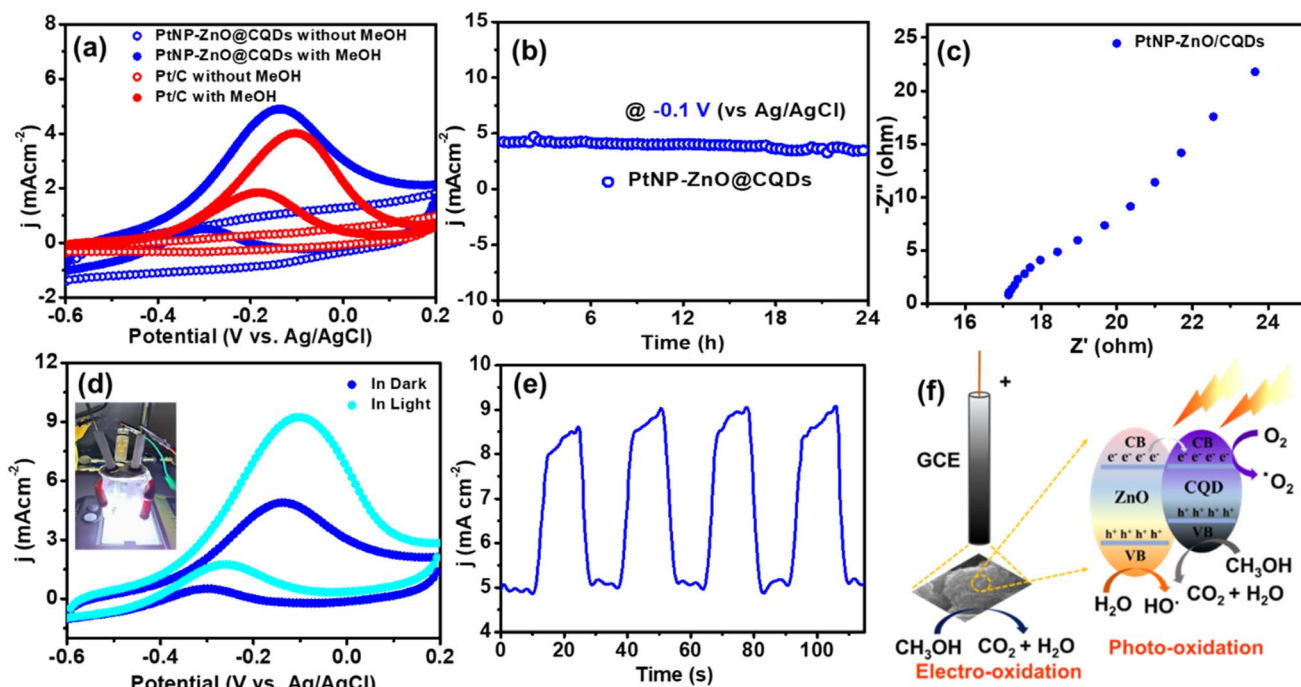 (a)
PtNP-ZnO@CQDs without MeOH
PtNP-ZnO@CQDs with MeOH
Pt/C without MeOH
Pt/C with MeOH
j (mAcm⁻²)
8
6
4
2
0
-2
-0.6
-0.4
-0.2
0.0
0.2
Potential (V vs. Ag/AgCl)
(b)
@ -0.1 V (vs Ag/AgCl)
PtNP-ZnO@CQDs
j (mAcm⁻²)
15
10
5
0
-5
-10
0
6
12
18
24
Time (h)
(c)
PtNP-ZnO/CQDs
-Z" (ohm)
25
20
15
10
5
0
16
18
20
22
24
Z' (ohm)
(d)
In Dark
In Light
j (mAcm⁻²)
12
9
6
3
0
-0.6
-0.4
-0.2
0.0
0.2
Potential (V vs. Ag/AgCl)
(e)
j (mA cm⁻²)
10
9
8
7
6
5
4
0
20
40
60
80
100
Time (s)
(f)
+
GCE
CB
e⁻ e⁻ e⁻ e⁻
ZnO
h⁺ h⁺ h⁺ h⁺
VB
CB
e⁻ e⁻ e⁻ e⁻
CQD
h⁺ h⁺ h⁺ h⁺
VB
O₂
·O₂
CH₃OH
CO₂ + H₂O
H₂O
HO·
Photo-oxidation
CH₃OH
CO₂ + H₂O
Electro-oxidation